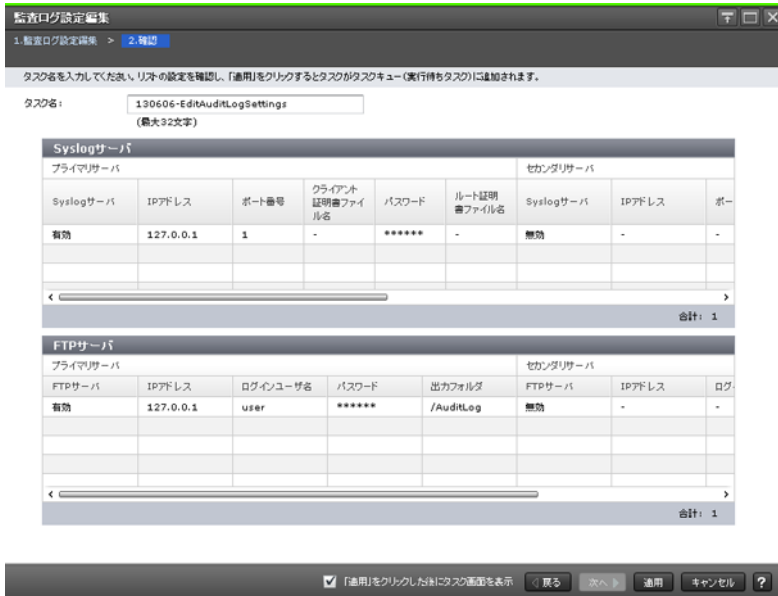 監査ログ設定編集
1.監査ログ設定編集 > 2.確認
タスク名を入力してください。リストの設定を確認し、「適用」をクリックするとタスクがタスクキュー(実行待ちタスク)に追加されます。
タスク名: 130606-EditAuditLogSettings
(最大32文字)
Syslogサーバ
プライマリサーバ セカンダリサーバ
Syslogサーバ IPアドレス ポート番号 クライアント証明書ファイル名 パスワード ルート証明書ファイル名 Syslogサーバ IPアドレス ポー
有効 127.0.0.1 1 - ****** - 無効 - -
合計: 1
FTPサーバ
プライマリサーバ セカンダリサーバ
FTPサーバ IPアドレス ログインユーザ名 パスワード 出力フォルダ FTPサーバ IPアドレス ログ
有効 127.0.0.1 user ****** /AuditLog 無効 - -
合計: 1
「適用」をクリックした後にタスク画面を表示 戻る 次へ 適用 キャンセル ?